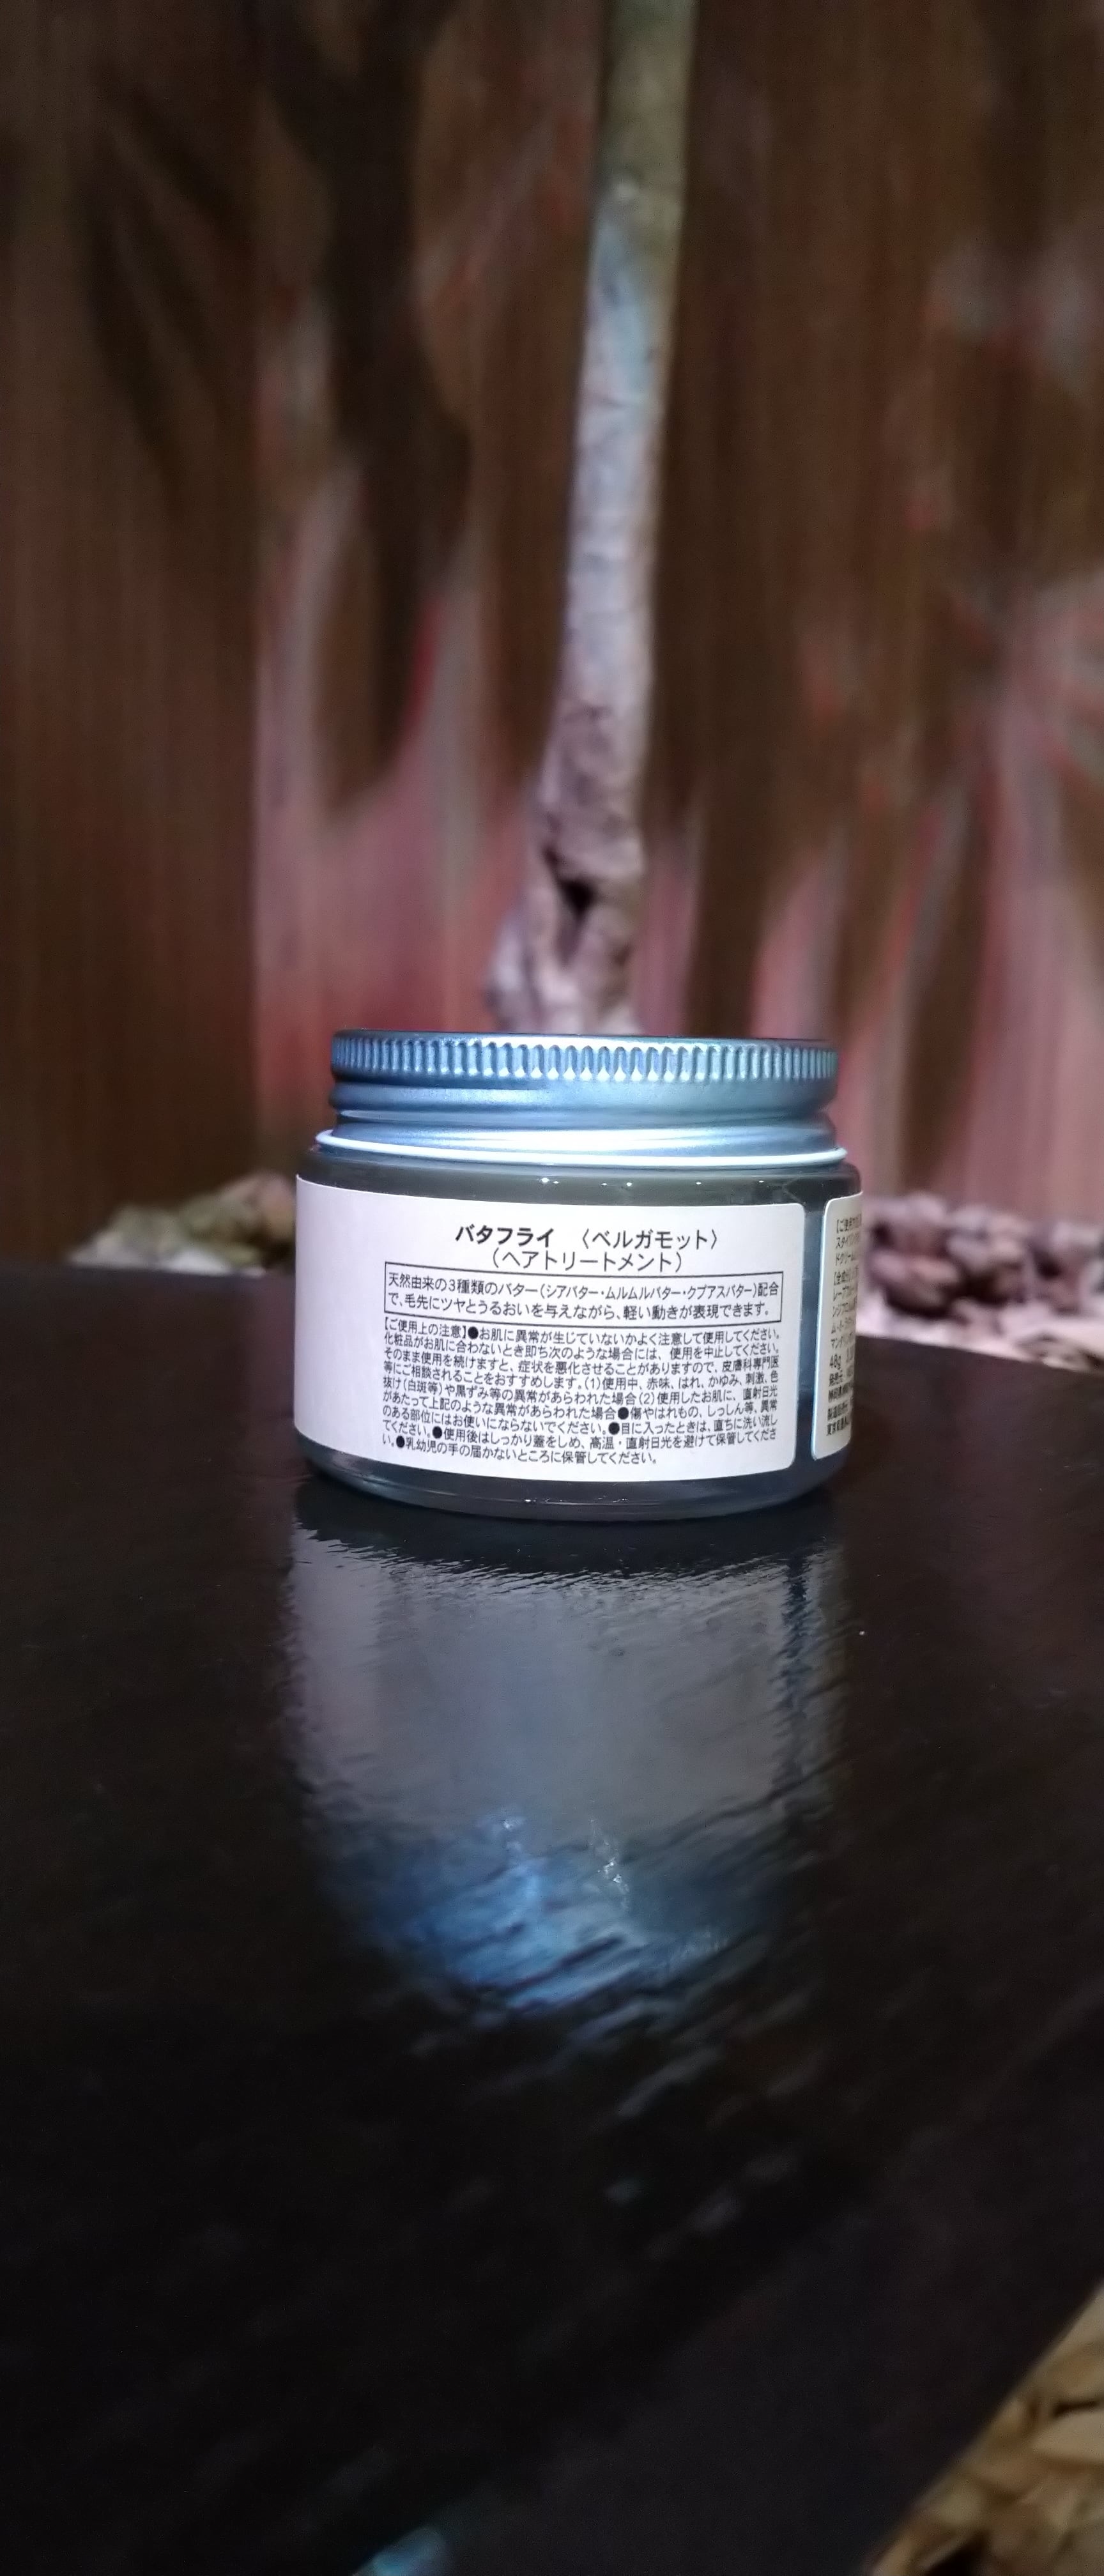 バタフライ 〈ベルガモット〉
（ヘアトリートメント）
天然由来の3種類のバター（シアバター・ムルムルバター・クプアスバター）配合
で、毛先にツヤとうるおいを与えながら、軽い動きが表現できます。
【ご使用上の注意】●お肌に異常が生じていないかよく注意して使用してください。
化粧品がお肌に合わないとき即ち次のような場合には、使用を中止してください。
そのまま使用を続けますと、症状を悪化させることがありますので、皮膚科専門医
等にご相談されることをおすすめします。(1)使用中、赤味、はれ、かゆみ、刺激、色
抜け(白斑等)や黒ずみ等の異常があらわれた場合(2)使用したお肌に、直射日光
があたって上記のような異常があらわれた場合●傷やはれもの、しっしん等、異常
のある部位にはお使いにならないでください。●目に入ったときは、直ちに洗い流し
てください。●使用後はしっかり蓋をしめ、高温・直射日光を避けて保管してくださ
い。●乳幼児の手の届かないところに保管してください。
48g